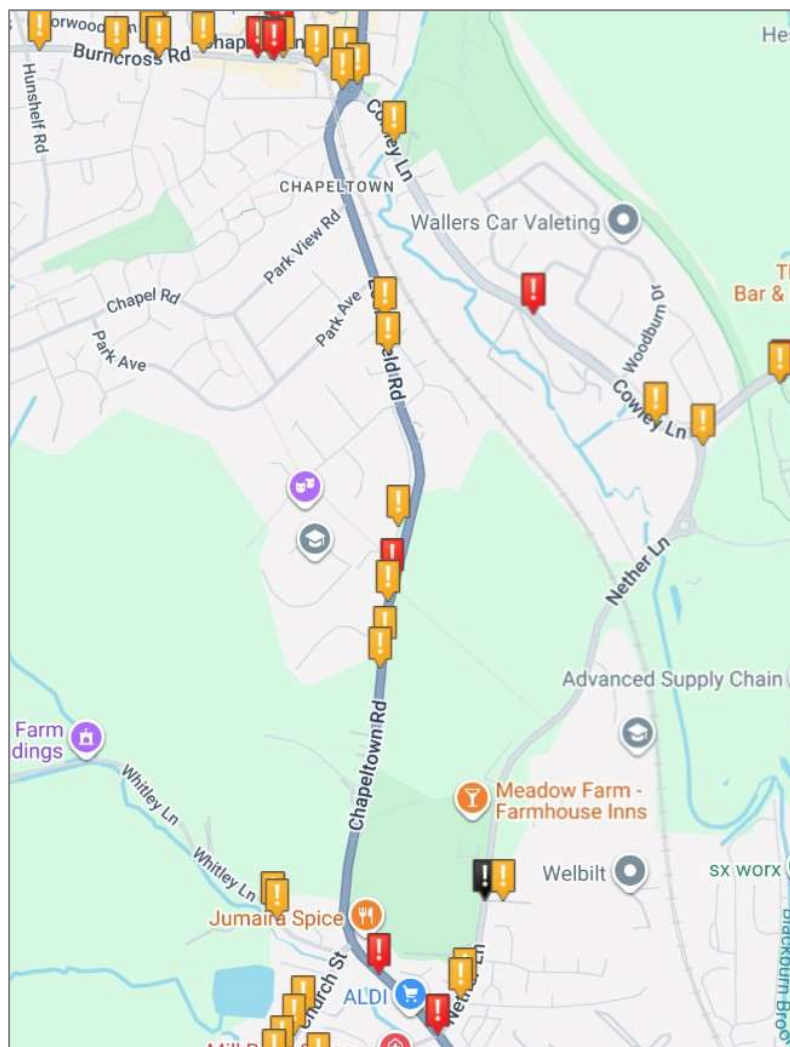 Burncross Rd
Hunshelf Rd
Cowley Ln
CHAPELTOWN
Park View Rd
Wallers Car Valeting
Chapel Rd
Park Ave
Park Ave
Woodburn Dr
Bar &
Cowley Ln
Nether Ln
Advanced Supply Chain
Farm
dings
Whitley Ln
Chapeltown Rd
Meadow Farm -
Farmhouse Inns
Whitley Ln
Welbilt
sx worx
Jumaira Spice
Church St
ALDI
Nether Ln